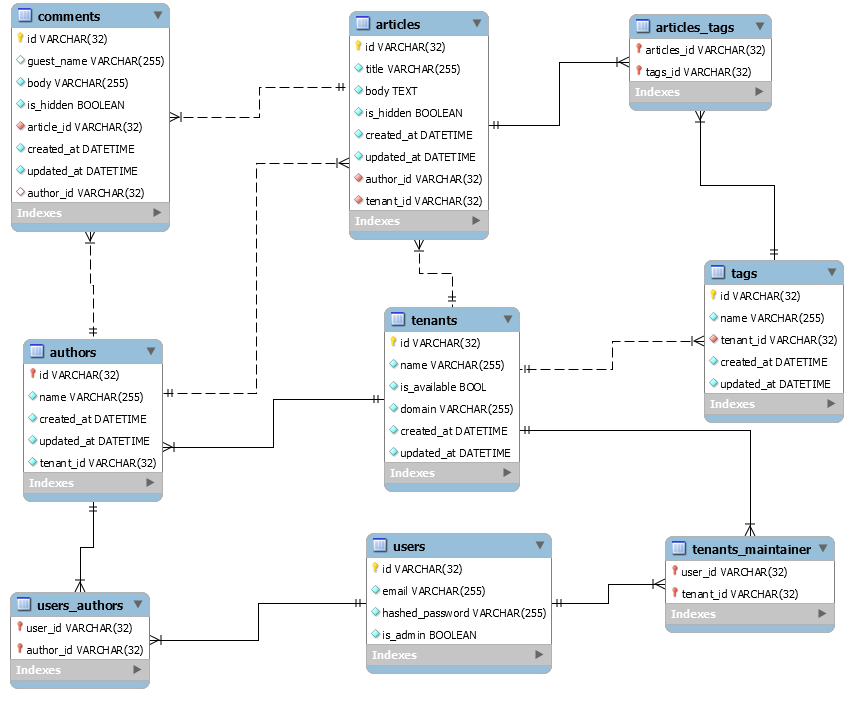 comments
id VARCHAR(32)
guest_name VARCHAR(255)
body VARCHAR(255)
is_hidden BOOLEAN
article_id VARCHAR(32)
created_at DATETIME
updated_at DATETIME
author_id VARCHAR(32)
Indexes
articles
id VARCHAR(32)
title VARCHAR(255)
body TEXT
is_hidden BOOLEAN
created_at DATETIME
updated_at DATETIME
author_id VARCHAR(32)
tenant_id VARCHAR(32)
Indexes
articles_tags
articles_id VARCHAR(32)
tags_id VARCHAR(32)
Indexes
authors
id VARCHAR(32)
name VARCHAR(255)
created_at DATETIME
updated_at DATETIME
tenant_id VARCHAR(32)
Indexes
tenants
id VARCHAR(32)
name VARCHAR(255)
is_available BOOL
domain VARCHAR(255)
created_at DATETIME
updated_at DATETIME
Indexes
tags
id VARCHAR(32)
name VARCHAR(255)
tenant_id VARCHAR(32)
created_at DATETIME
updated_at DATETIME
Indexes
users_authors
user_id VARCHAR(32)
author_id VARCHAR(32)
Indexes
users
id VARCHAR(32)
email VARCHAR(255)
hashed_password VARCHAR(255)
is_admin BOOLEAN
Indexes
tenants_maintainer
user_id VARCHAR(32)
tenant_id VARCHAR(32)
Indexes